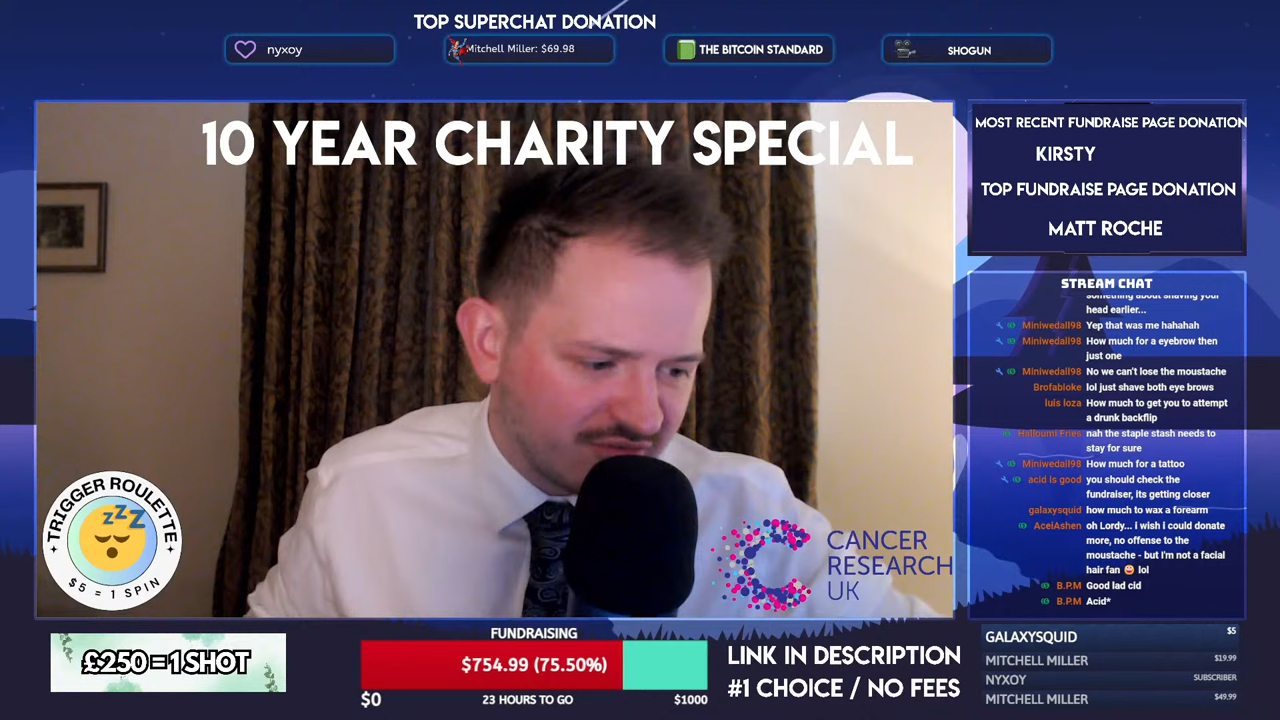 TOP SUPERCHAT DONATION
nyxoy
Mitchell Miller: $69.98
THE BITCOIN STANDARD
SHOGUN
10 YEAR CHARITY SPECIAL
MOST RECENT FUNDRAISE PAGE DONATION
KIRSTY
TOP FUNDRAISE PAGE DONATION
MATT ROCHE
STREAM CHAT
something about shaving your
head earlier...
Miniwedall98 Yep that was me hahahah
Miniwedall98 How much for a eyebrow then
just one
Miniwedall98 No we can't lose the moustache
Brofabloke lol just shave both eye brows
luis loza How much to get you to attempt
a drunk backflip
Halloumi Fries nah the staple stash needs to
stay for sure
Miniwedall98 How much for a tattoo
acid is good you should check the
fundraiser, its getting closer
galaxysquid how much to wax a forearm
AcelAshen oh Lordy... i wish i could donate
more, no offense to the
moustache - but I'm not a facial
hair fan 😀 lol
B.P.M Good lad cid
B.P.M Acid*
TRIGGER ROULETTE
zzz
$5 = 1 SPIN
CANCER
RESEARCH
UK
£250 = 1 SHOT
FUNDRAISING
$754.99 (75.50%)
$0
23 HOURS TO GO
$1000
LINK IN DESCRIPTION
#1 CHOICE / NO FEES
GALAXYSQUID $5
MITCHELL MILLER $19.99
NYXOY SUBSCRIBER
MITCHELL MILLER $49.99